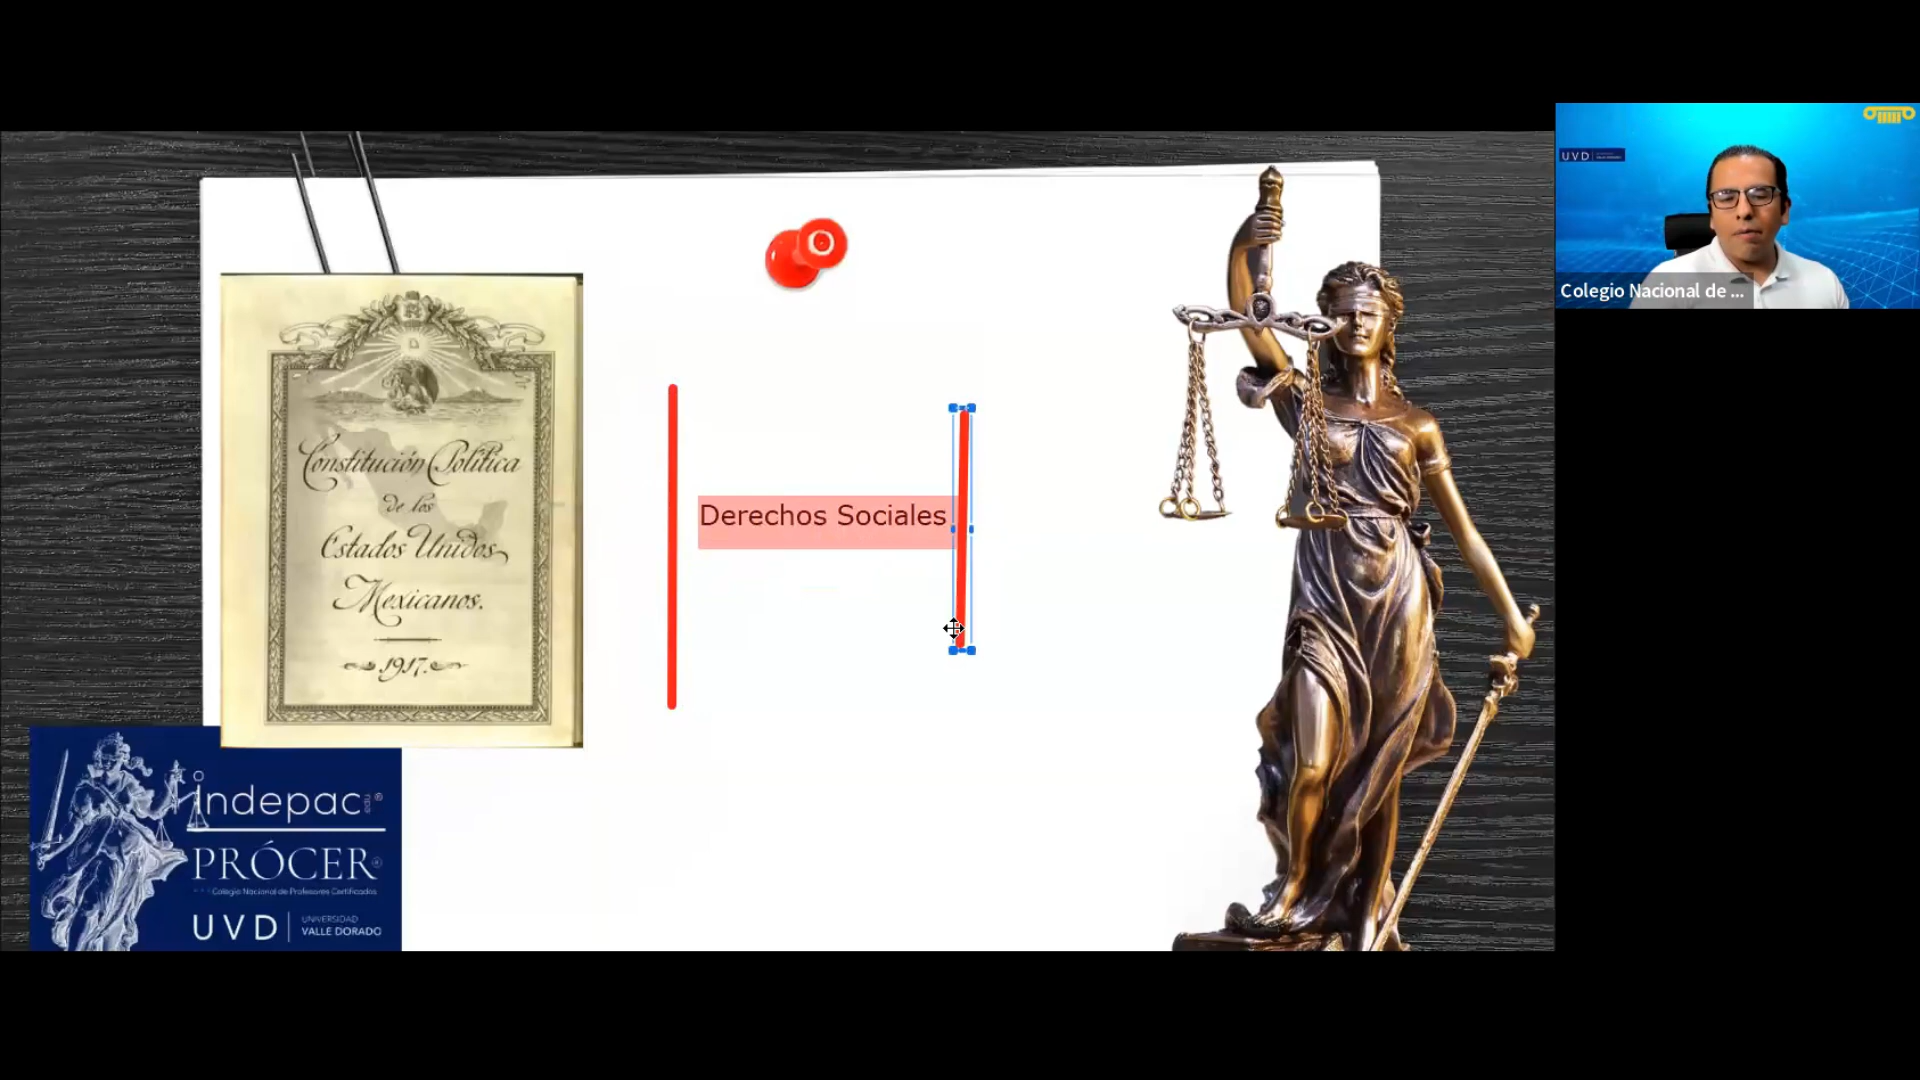 UVD
Colegio Nacional de ...
Constitución Política
de los
Estados Unidos
Mexicanos.
1917.
Derechos Sociales
indepac
PRÓCER
Colegio Nacional de Profesores Certificados
UVD
UNIVERSIDAD
VALLE DORADO